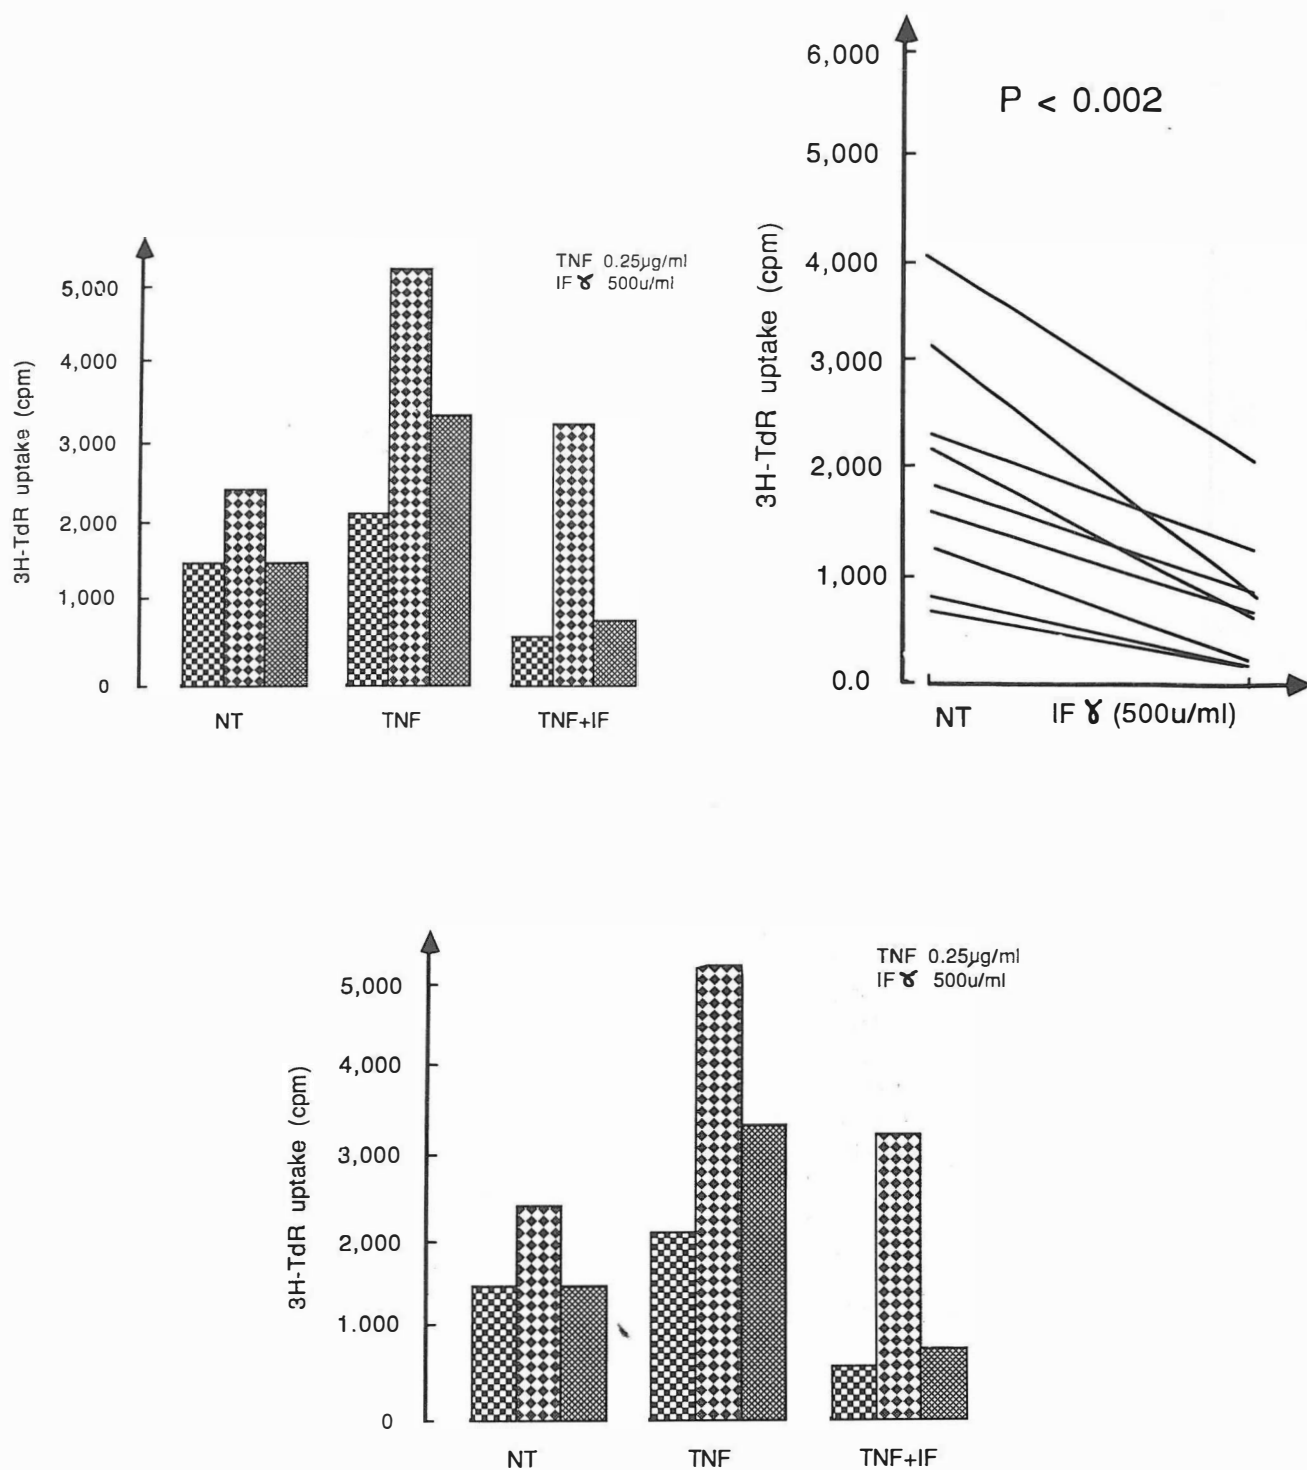 TNF 0.25µg/ml
IF ɣ 500u/ml
3H-TdR uptake (cpm)
5,000
4,000
3,000
2,000
1,000
0
NT TNF TNF+IF
P < 0.002
3H-TdR uptake (cpm)
6,000
5,000
4,000
3,000
2,000
1,000
0.0
NT IF ɣ (500u/ml)
TNF 0.25µg/ml
IF ɣ 500u/ml
3H-TdR uptake (cpm)
5,000
4,000
3,000
2,000
1.000
0
NT TNF TNF+IF